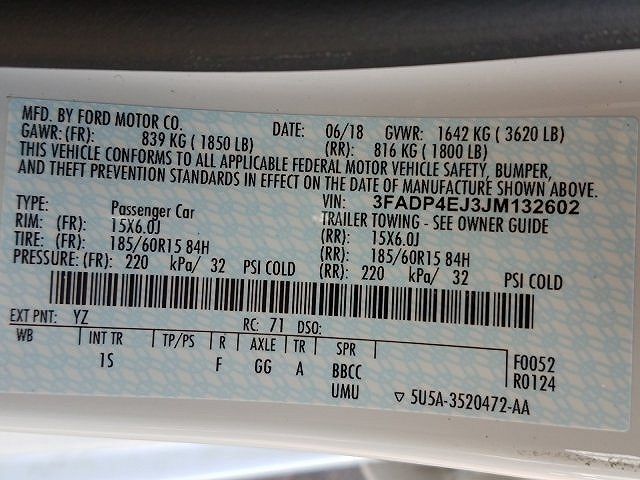 MFD. BY FORD MOTOR CO. DATE: 06/18 GVWR: 1642 KG ( 3620 LB)
GAWR: (FR): 839 KG ( 1850 LB) (RR): 816 KG ( 1800 LB)
THIS VEHICLE CONFORMS TO ALL APPLICABLE FEDERAL MOTOR VEHICLE SAFETY, BUMPER,
AND THEFT PREVENTION STANDARDS IN EFFECT ON THE DATE OF MANUFACTURE SHOWN ABOVE.
VIN: 3FADP4EJ3JM132602
TYPE: Passenger Car TRAILER TOWING - SEE OWNER GUIDE
RIM: (FR): 15X6.0J (RR): 15X6.0J
TIRE: (FR): 185/60R15 84H (RR): 185/60R15 84H
PRESSURE: (FR): 220 kPa/ 32 PSI COLD (RR): 220 kPa/ 32 PSI COLD
EXT PNT: YZ RC: 71 DSO:
WB INT TR TP/PS R AXLE TR SPR F0052
1S F GG A BBCC R0124
UMU ▽ 5U5A-3520472-AA